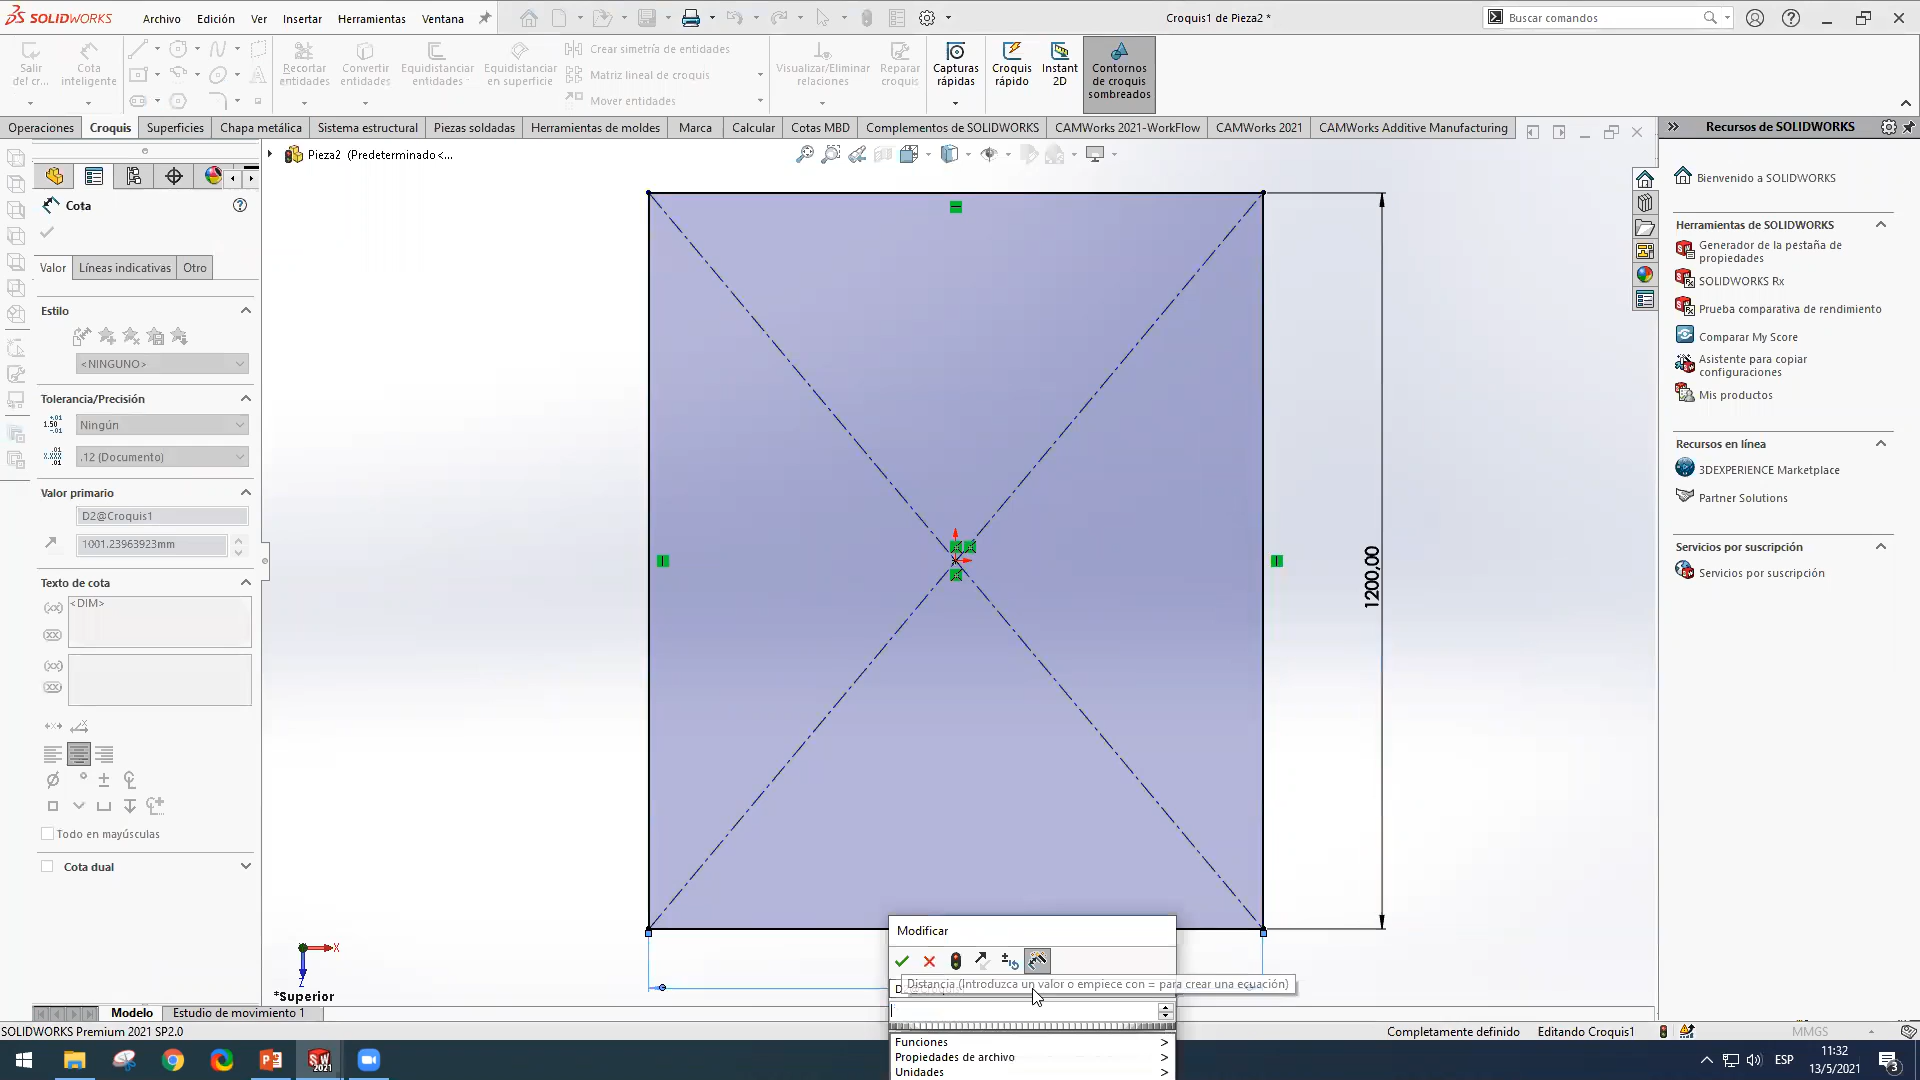 SOLIDWORKS
Archivo
Edición
Ver
Insertar
Herramientas
Ventana
Croquis1 de Pieza2 *
Buscar comandos
Salir
del cr...
Cota
inteligente
Recortar
entidades
Convertir
entidades
Equidistanciar
entidades
Equidistanciar
en superficie
Crear simetría de entidades
Matriz lineal de croquis
Mover entidades
Visualizar/Eliminar
relaciones
Reparar
croquis
Capturas
rápidas
Croquis
rápido
Instant
2D
Contornos
de croquis
sombreados
Operaciones
Croquis
Superficies
Chapa metálica
Sistema estructural
Piezas soldadas
Herramientas de moldes
Marca
Calcular
Cotas MBD
Complementos de SOLIDWORKS
CAMWorks 2021-WorkFlow
CAMWorks 2021
CAMWorks Additive Manufacturing
Recursos de SOLIDWORKS
Pieza2 (Predeterminado<...
Cota
Valor
Líneas indicativas
Otro
Estilo
<NINGUNO>
Tolerancia/Precisión
Ningún
.12 (Documento)
Valor primario
D2@Croquis1
1001.23963923mm
Texto de cota
<DIM>
Todo en mayúsculas
Cota dual
1200,00
*Superior
X
Z
Modificar
Distancia (Introduzca un valor o empiece con = para crear una ecuación)
Funciones >
Propiedades de archivo >
Unidades >
Bienvenido a SOLIDWORKS
Herramientas de SOLIDWORKS
Generador de la pestaña de
propiedades
SOLIDWORKS Rx
Prueba comparativa de rendimiento
Comparar My Score
Asistente para copiar
configuraciones
Mis productos
Recursos en línea
3DEXPERIENCE Marketplace
Partner Solutions
Servicios por suscripción
Servicios por suscripción
Modelo
Estudio de movimiento 1
SOLIDWORKS Premium 2021 SP2.0
Completamente definido
Editando Croquis1
MMGS
ESP
11:32
13/5/2021
3